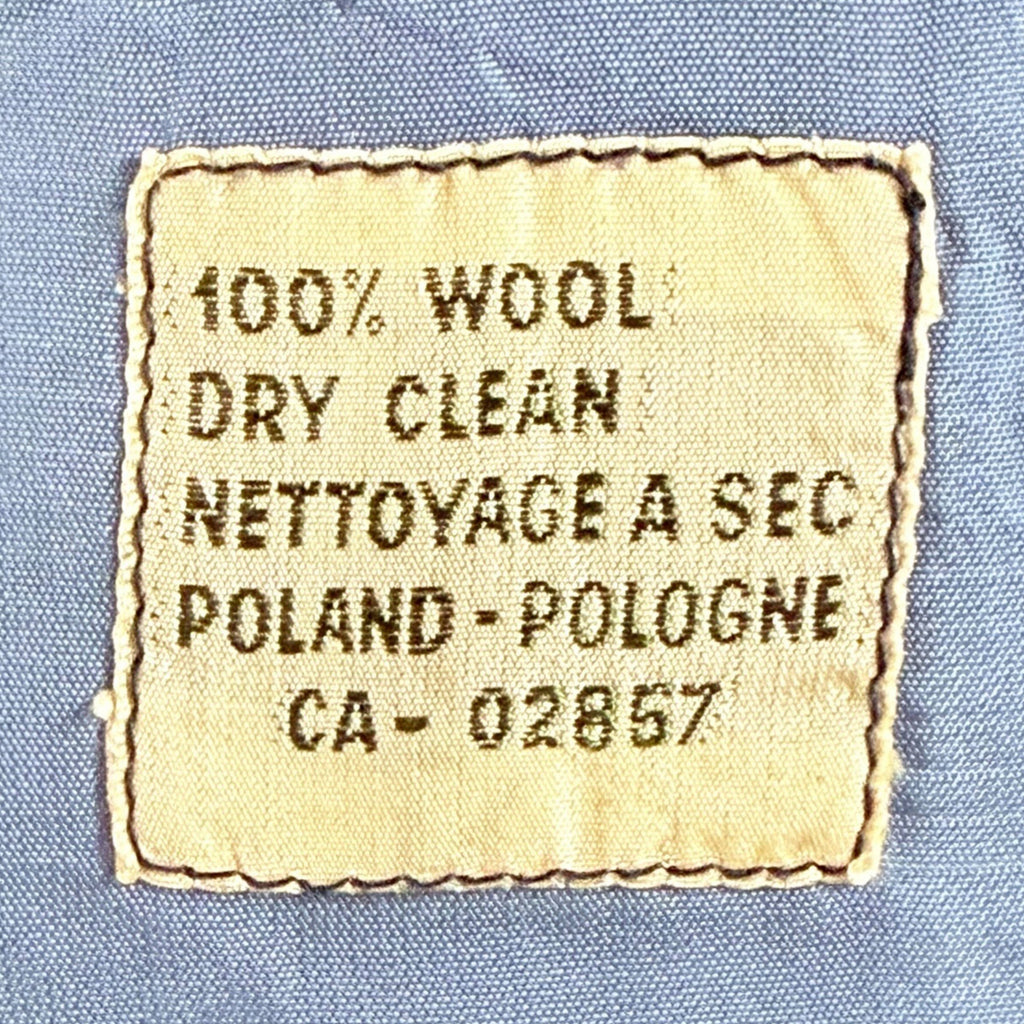 100% WOOL
DRY CLEAN
NETTOYAGE A SEC
POLAND - POLOGNE
CA- 02857